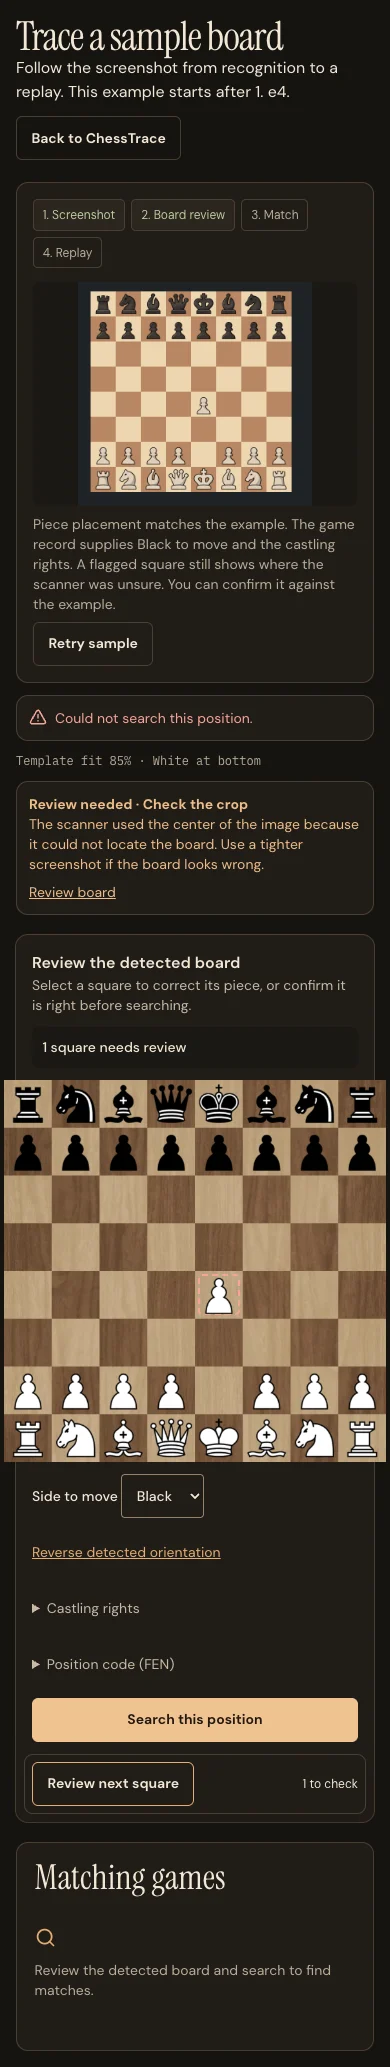 Trace a sample board
Follow the screenshot from recognition to a
replay. This example starts after 1. e4.
Back to ChessTrace
1. Screenshot
2. Board review
3. Match
4. Replay
Piece placement matches the example. The game
record supplies Black to move and the castling
rights. A flagged square still shows where the
scanner was unsure. You can confirm it against
the example.
Retry sample
Could not search this position.
Template fit 85% · White at bottom
Review needed · Check the crop
The scanner used the center of the image because
it could not locate the board. Use a tighter
screenshot if the board looks wrong.
Review board
Review the detected board
Select a square to correct its piece, or confirm it
is right before searching.
1 square needs review
Side to move Black
Reverse detected orientation
Castling rights
Position code (FEN)
Search this position
Review next square
1 to check
Matching games
Review the detected board and search to find
matches.